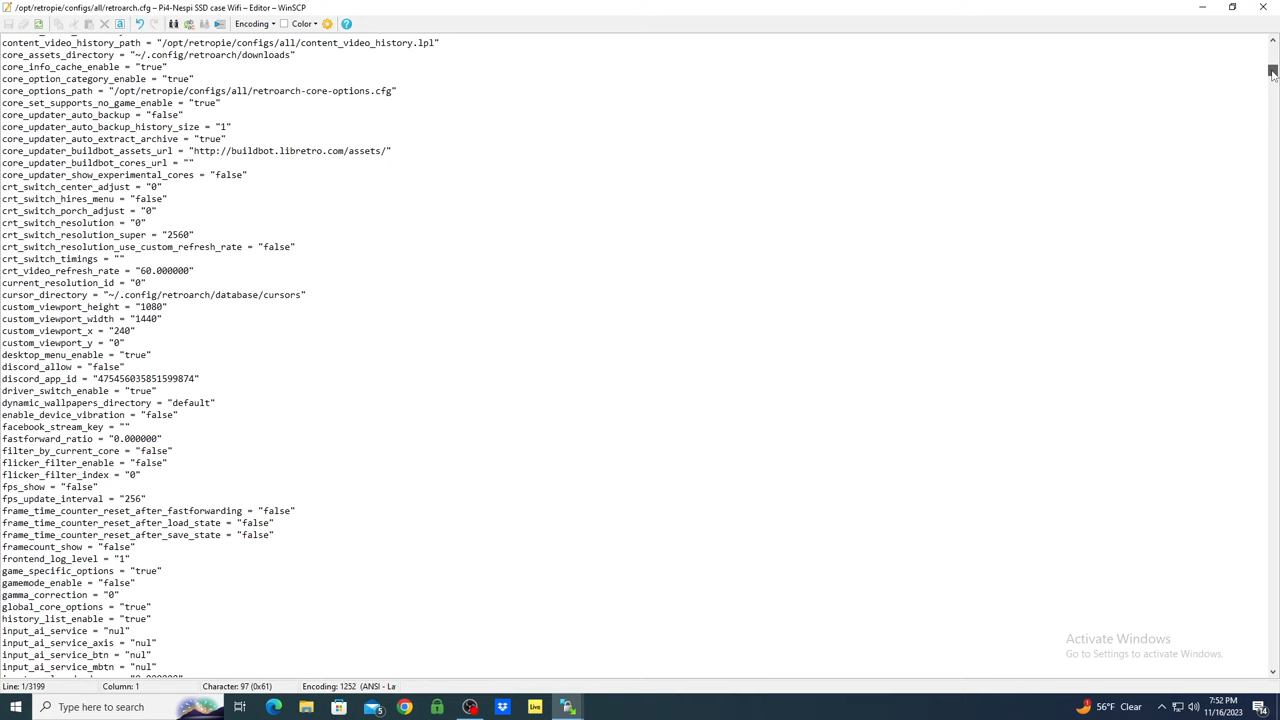 /opt/retropie/configs/all/retroarch.cfg – Pi4-Nespi SSD case Wifi – Editor – WinSCP
Encoding Color
content_video_history_path = "/opt/retropie/configs/all/content_video_history.lpl"
core_assets_directory = "~/.config/retroarch/downloads"
core_info_cache_enable = "true"
core_option_category_enable = "true"
core_options_path = "/opt/retropie/configs/all/retroarch-core-options.cfg"
core_set_supports_no_game_enable = "true"
core_updater_auto_backup = "false"
core_updater_auto_backup_history_size = "1"
core_updater_auto_extract_archive = "true"
core_updater_buildbot_assets_url = "http://buildbot.libretro.com/assets/"
core_updater_buildbot_cores_url = ""
core_updater_show_experimental_cores = "false"
crt_switch_center_adjust = "0"
crt_switch_hires_menu = "false"
crt_switch_porch_adjust = "0"
crt_switch_resolution = "0"
crt_switch_resolution_super = "2560"
crt_switch_resolution_use_custom_refresh_rate = "false"
crt_switch_timings = ""
crt_video_refresh_rate = "60.000000"
current_resolution_id = "0"
cursor_directory = "~/.config/retroarch/database/cursors"
custom_viewport_height = "1080"
custom_viewport_width = "1440"
custom_viewport_x = "240"
custom_viewport_y = "0"
desktop_menu_enable = "true"
discord_allow = "false"
discord_app_id = "475456035851599874"
driver_switch_enable = "true"
dynamic_wallpapers_directory = "default"
enable_device_vibration = "false"
facebook_stream_key = ""
fastforward_ratio = "0.000000"
filter_by_current_core = "false"
flicker_filter_enable = "false"
flicker_filter_index = "0"
fps_show = "false"
fps_update_interval = "256"
frame_time_counter_reset_after_fastforwarding = "false"
frame_time_counter_reset_after_load_state = "false"
frame_time_counter_reset_after_save_state = "false"
framecount_show = "false"
frontend_log_level = "1"
game_specific_options = "true"
gamemode_enable = "false"
gamma_correction = "0"
global_core_options = "true"
history_list_enable = "true"
input_ai_service = "nul"
input_ai_service_axis = "nul"
input_ai_service_btn = "nul"
input_ai_service_mbtn = "nul"
Activate Windows
Go to Settings to activate Windows.
Line: 1/3199 Column: 1 Character: 97 (0x61) Encoding: 1252 (ANSI - La
Type here to search
Live
56°F Clear
7:52 PM
11/16/2023
14